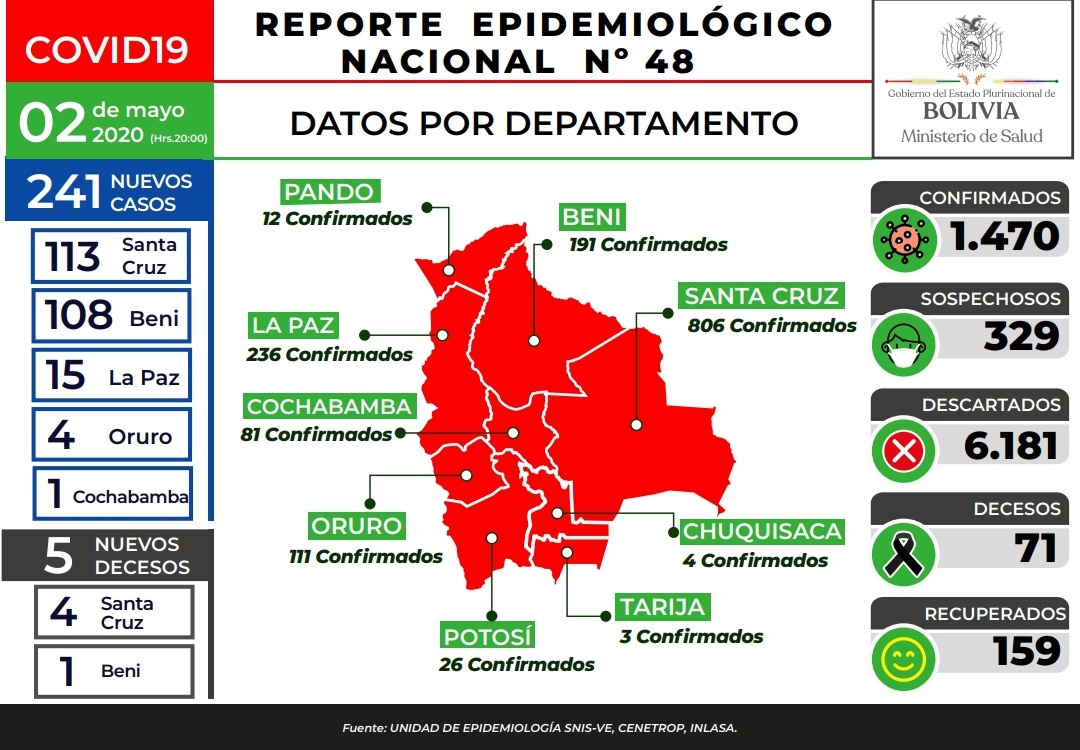 COVID19
REPORTE EPIDEMIOLÓGICO
NACIONAL Nº 48
Gobierno del Estado Plurinacional de
BOLIVIA
Ministerio de Salud
02 de mayo
2020 (Hrs.20:00)
DATOS POR DEPARTAMENTO
241 NUEVOS
CASOS
113 Santa
Cruz
108 Beni
15 La Paz
4 Oruro
1 Cochabamba
5 NUEVOS
DECESOS
4 Santa
Cruz
1 Beni
PANDO
12 Confirmados
BENI
191 Confirmados
SANTA CRUZ
806 Confirmados
LA PAZ
236 Confirmados
COCHABAMBA
81 Confirmados
ORURO
111 Confirmados
CHUQUISACA
4 Confirmados
TARIJA
3 Confirmados
POTOSÍ
26 Confirmados
CONFIRMADOS
1.470
SOSPECHOSOS
329
DESCARTADOS
6.181
DECESOS
71
RECUPERADOS
159
Fuente: UNIDAD DE EPIDEMIOLOGÍA SNIS-VE, CENETROP, INLASA.